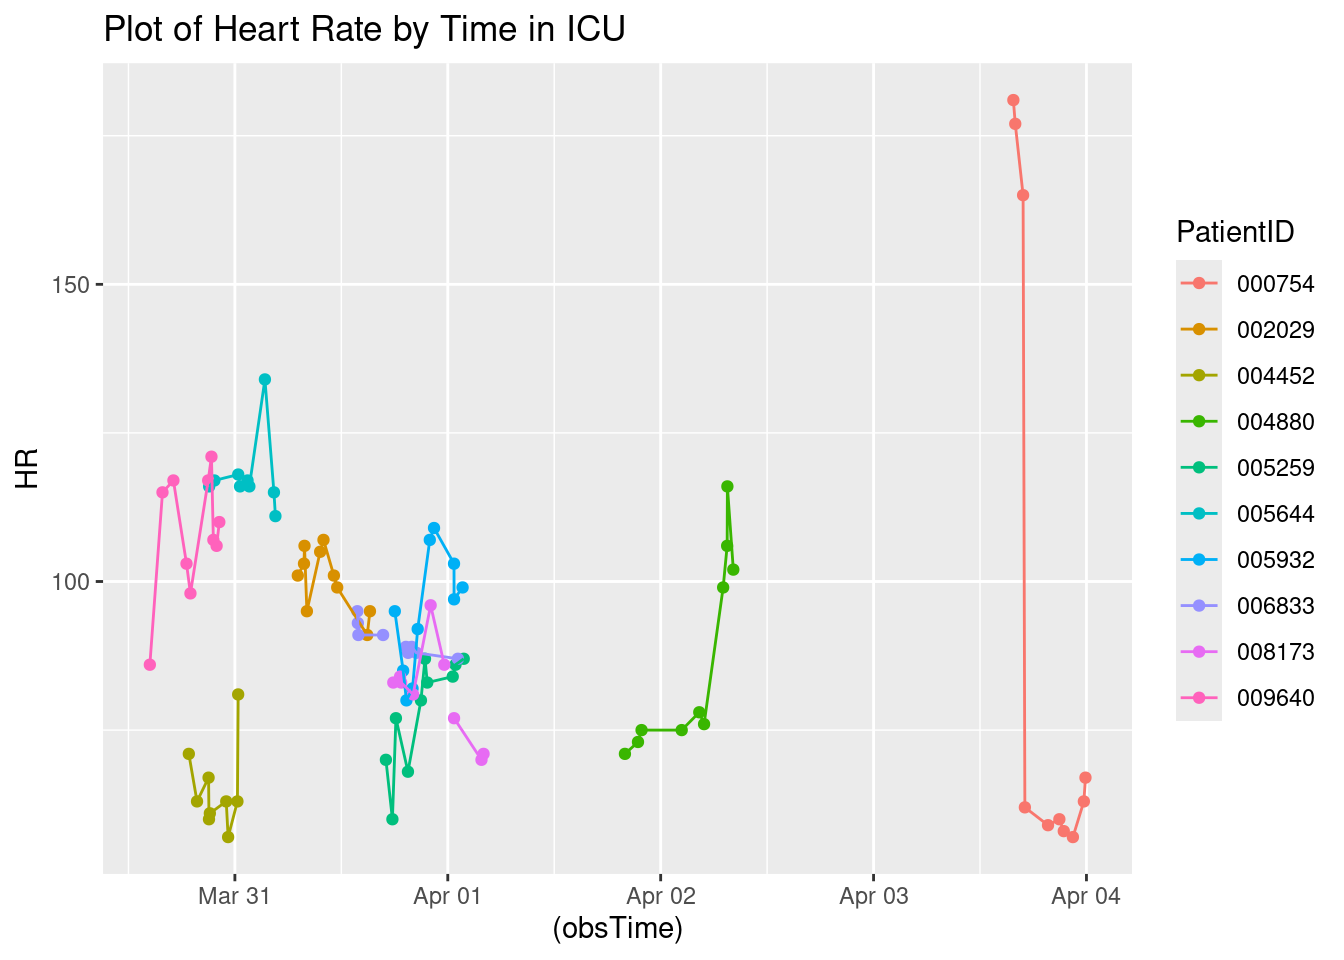 Plot of Heart Rate by Time in ICU
HR
150
100
Mar 31
Apr 01
Apr 02
Apr 03
Apr 04
(obsTime)
PatientID
000754
002029
004452
004880
005259
005644
005932
006833
008173
009640